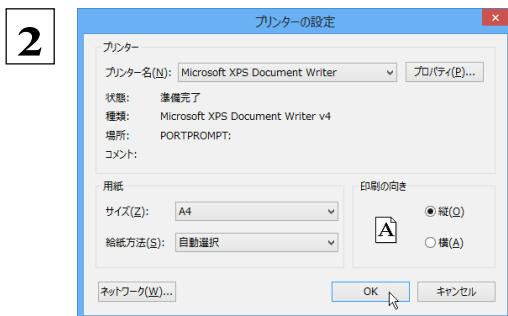 2
プリンターの設定
プリンター
プリンター名(N): Microsoft XPS Document Writer プロパティ(P)...
状態: 準備完了
種類: Microsoft XPS Document Writer v4
場所: PORTPROMPT:
コメント:
用紙
サイズ(Z): A4
給紙方法(S): 自動選択
印刷の向き
A
縦(O)
横(A)
ネットワーク(W)...
OK
キャンセル